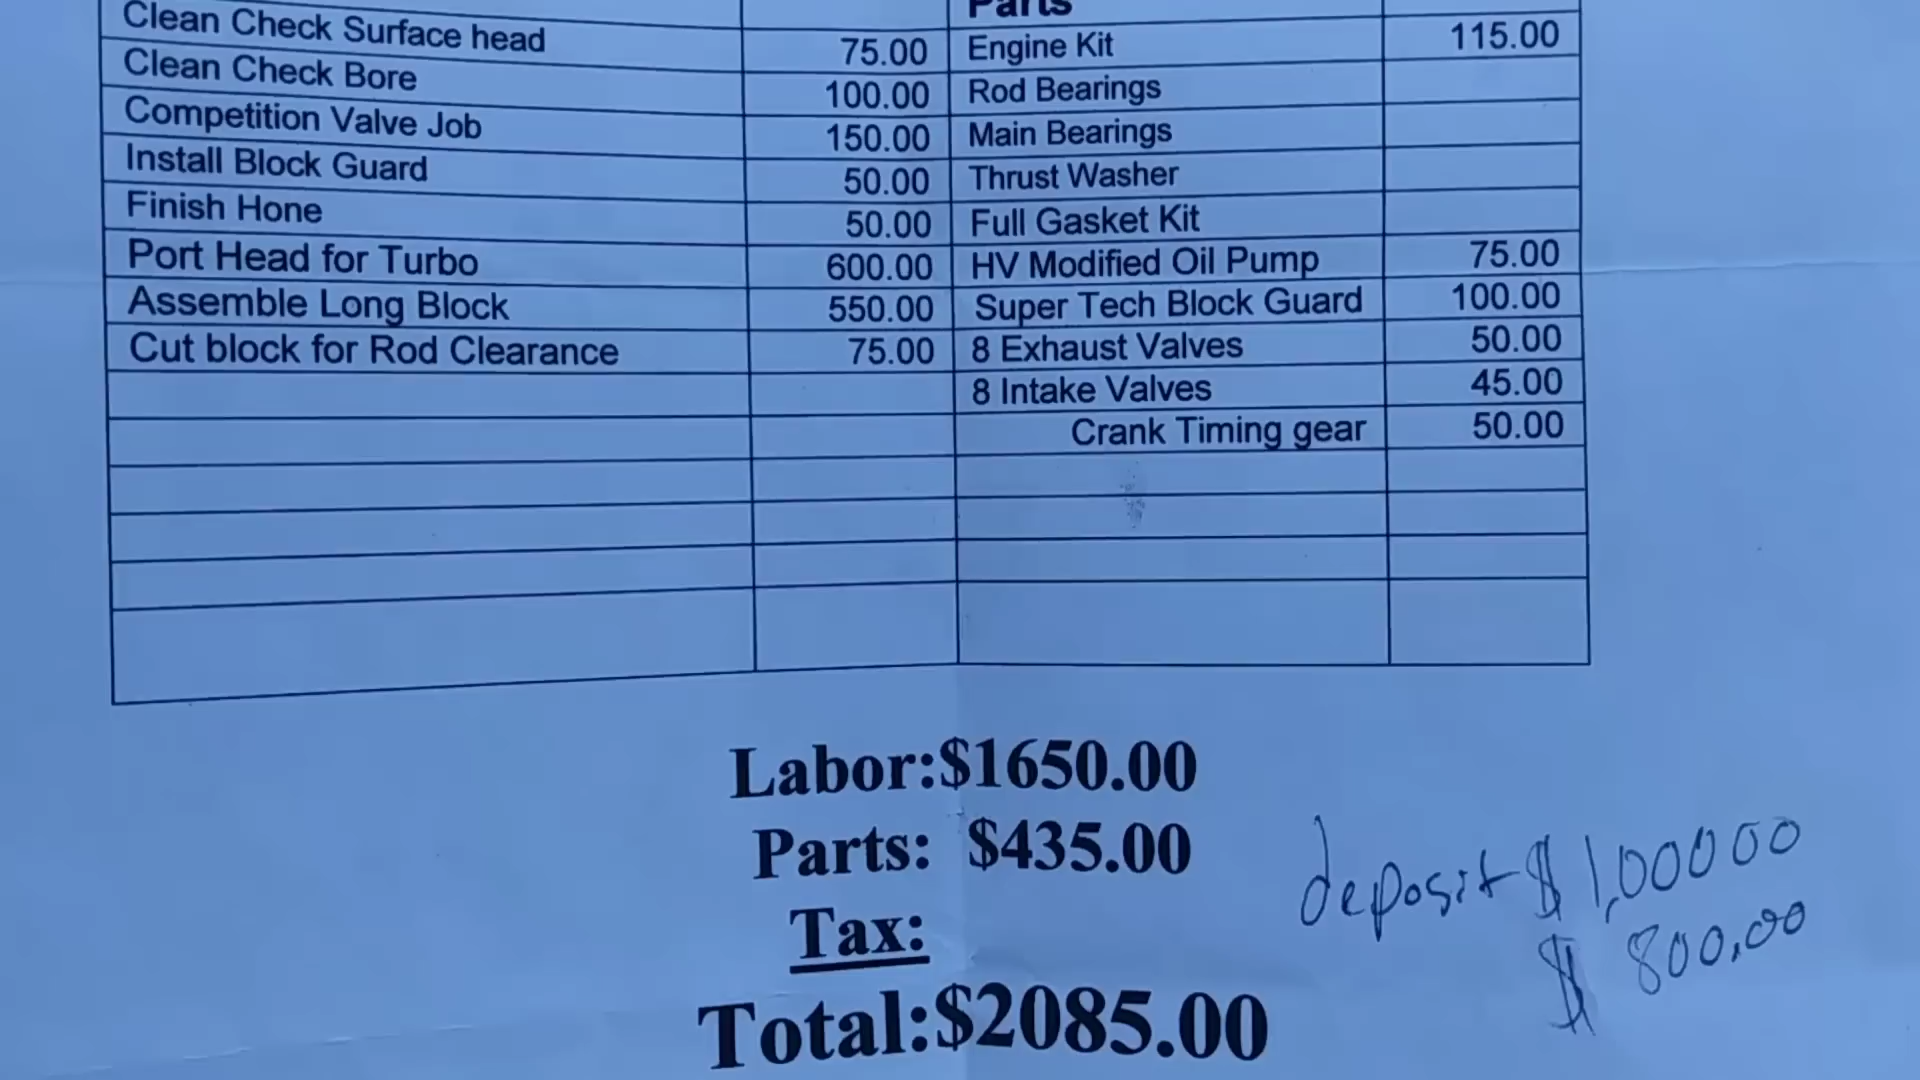 Parts
Clean Check Surface head 75.00 Engine Kit 115.00
Clean Check Bore 100.00 Rod Bearings
Competition Valve Job 150.00 Main Bearings
Install Block Guard 50.00 Thrust Washer
Finish Hone 50.00 Full Gasket Kit
Port Head for Turbo 600.00 HV Modified Oil Pump 75.00
Assemble Long Block 550.00 Super Tech Block Guard 100.00
Cut block for Rod Clearance 75.00 8 Exhaust Valves 50.00
8 Intake Valves 45.00
Crank Timing gear 50.00
Labor:$1650.00
Parts: $435.00
Tax:
Total:$2085.00
deposit $1,000 00
$ 800.00